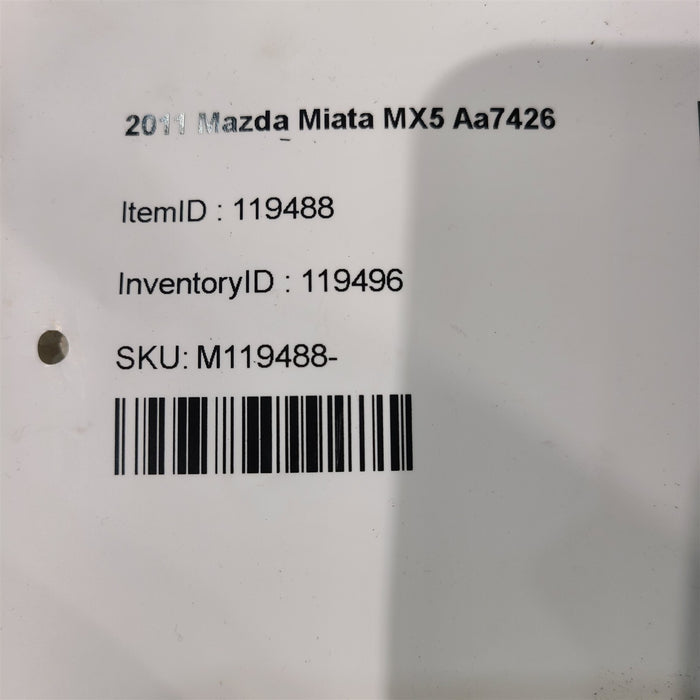 2011 Mazda Miata MX5 Aa7426
ItemID : 119488
InventoryID : 119496
SKU: M119488-